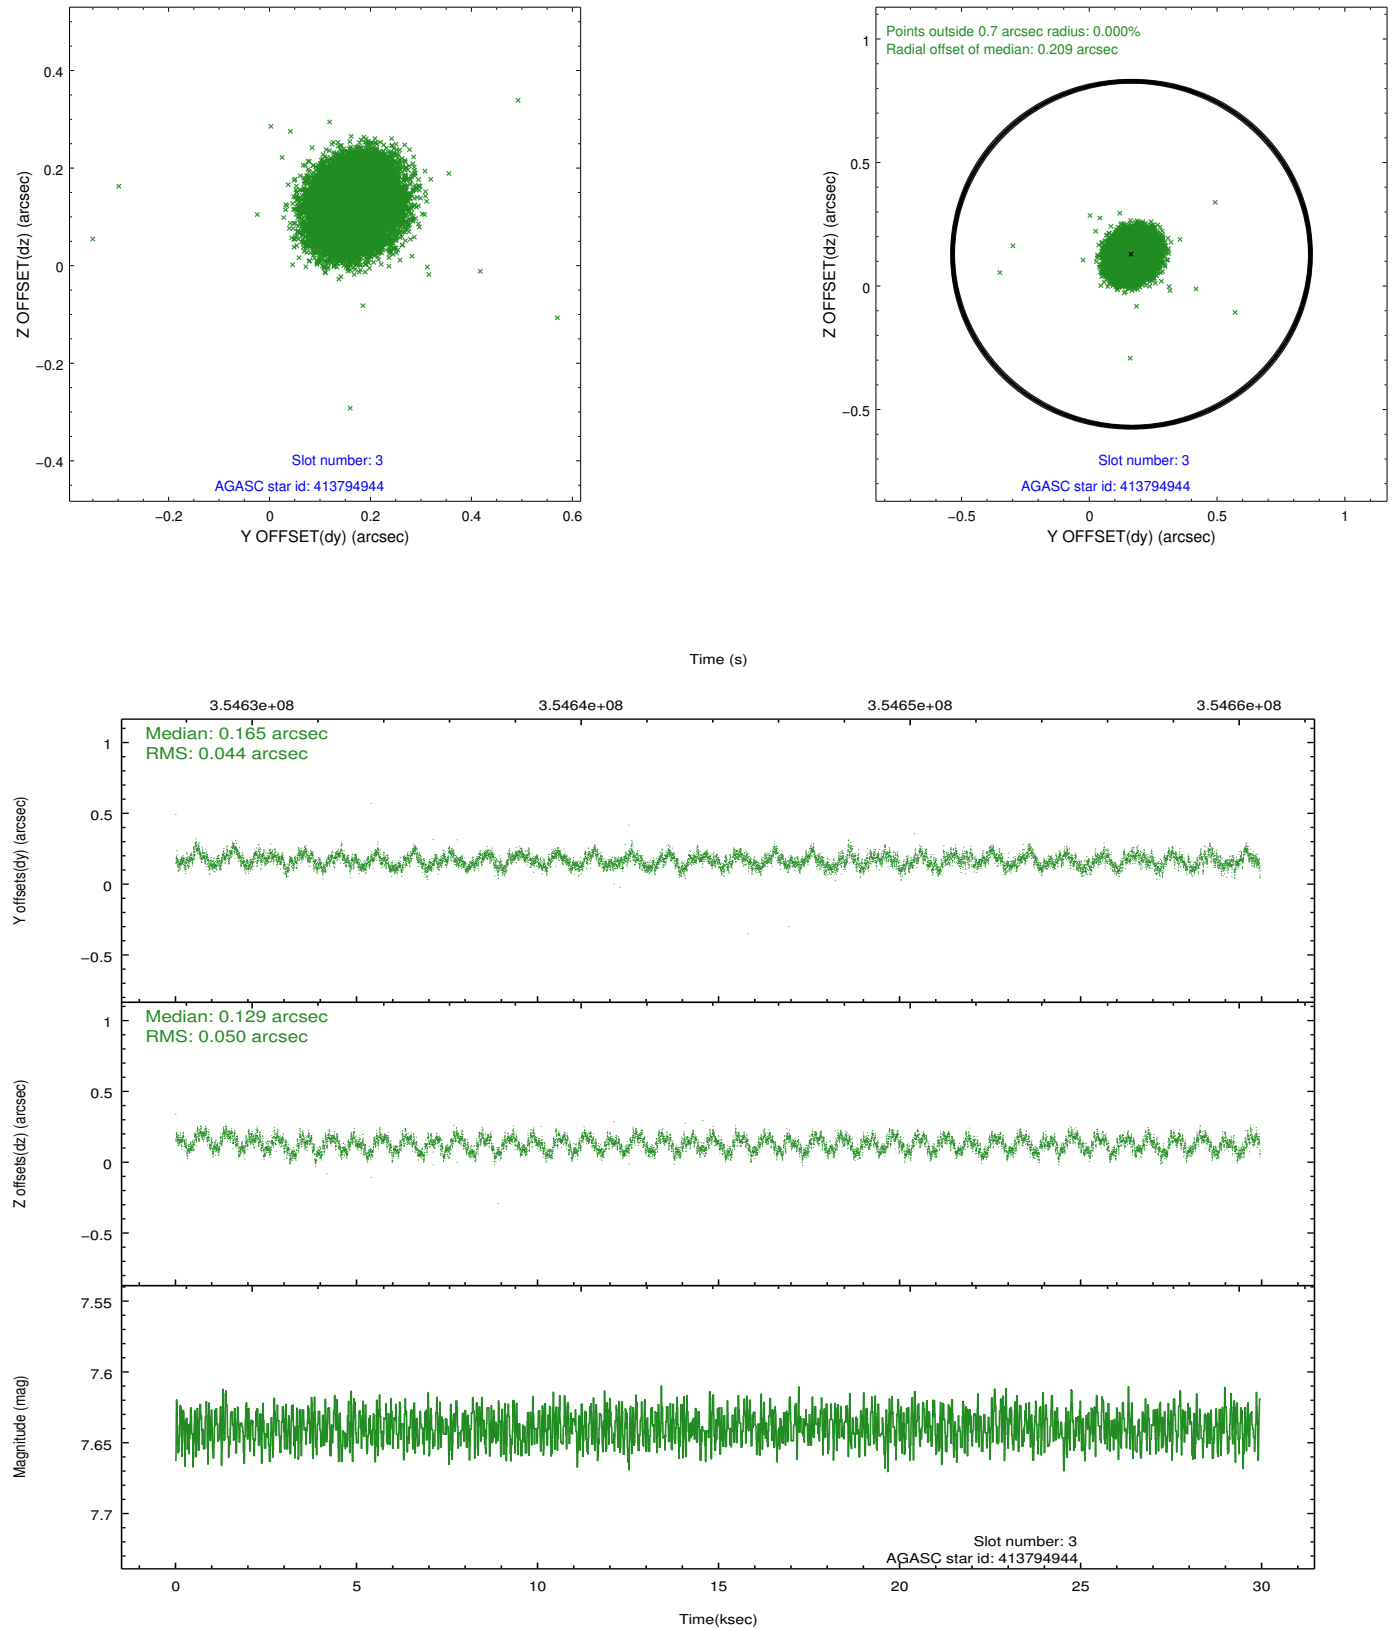 0.4
0.2
0
−0.2
−0.4
Z OFFSET(dz) (arcsec)
Slot number: 3
AGASC star id: 413794944
−0.2 0 0.2 0.4 0.6
Y OFFSET(dy) (arcsec)
Points outside 0.7 arcsec radius: 0.000%
Radial offset of median: 0.209 arcsec
1
0.5
0
−0.5
Z OFFSET(dz) (arcsec)
Slot number: 3
AGASC star id: 413794944
−0.5 0 0.5 1
Y OFFSET(dy) (arcsec)
Time (s)
3.5463e+08 3.5464e+08 3.5465e+08 3.5466e+08
Median: 0.165 arcsec
RMS: 0.044 arcsec
1
0.5
0
−0.5
Y offsets(dy) (arcsec)
Median: 0.129 arcsec
RMS: 0.050 arcsec
1
0.5
0
−0.5
Z offsets(dz) (arcsec)
7.55
7.6
7.65
7.7
Magnitude (mag)
Slot number: 3
AGASC star id: 413794944
0 5 10 15 20 25 30
Time(ksec)